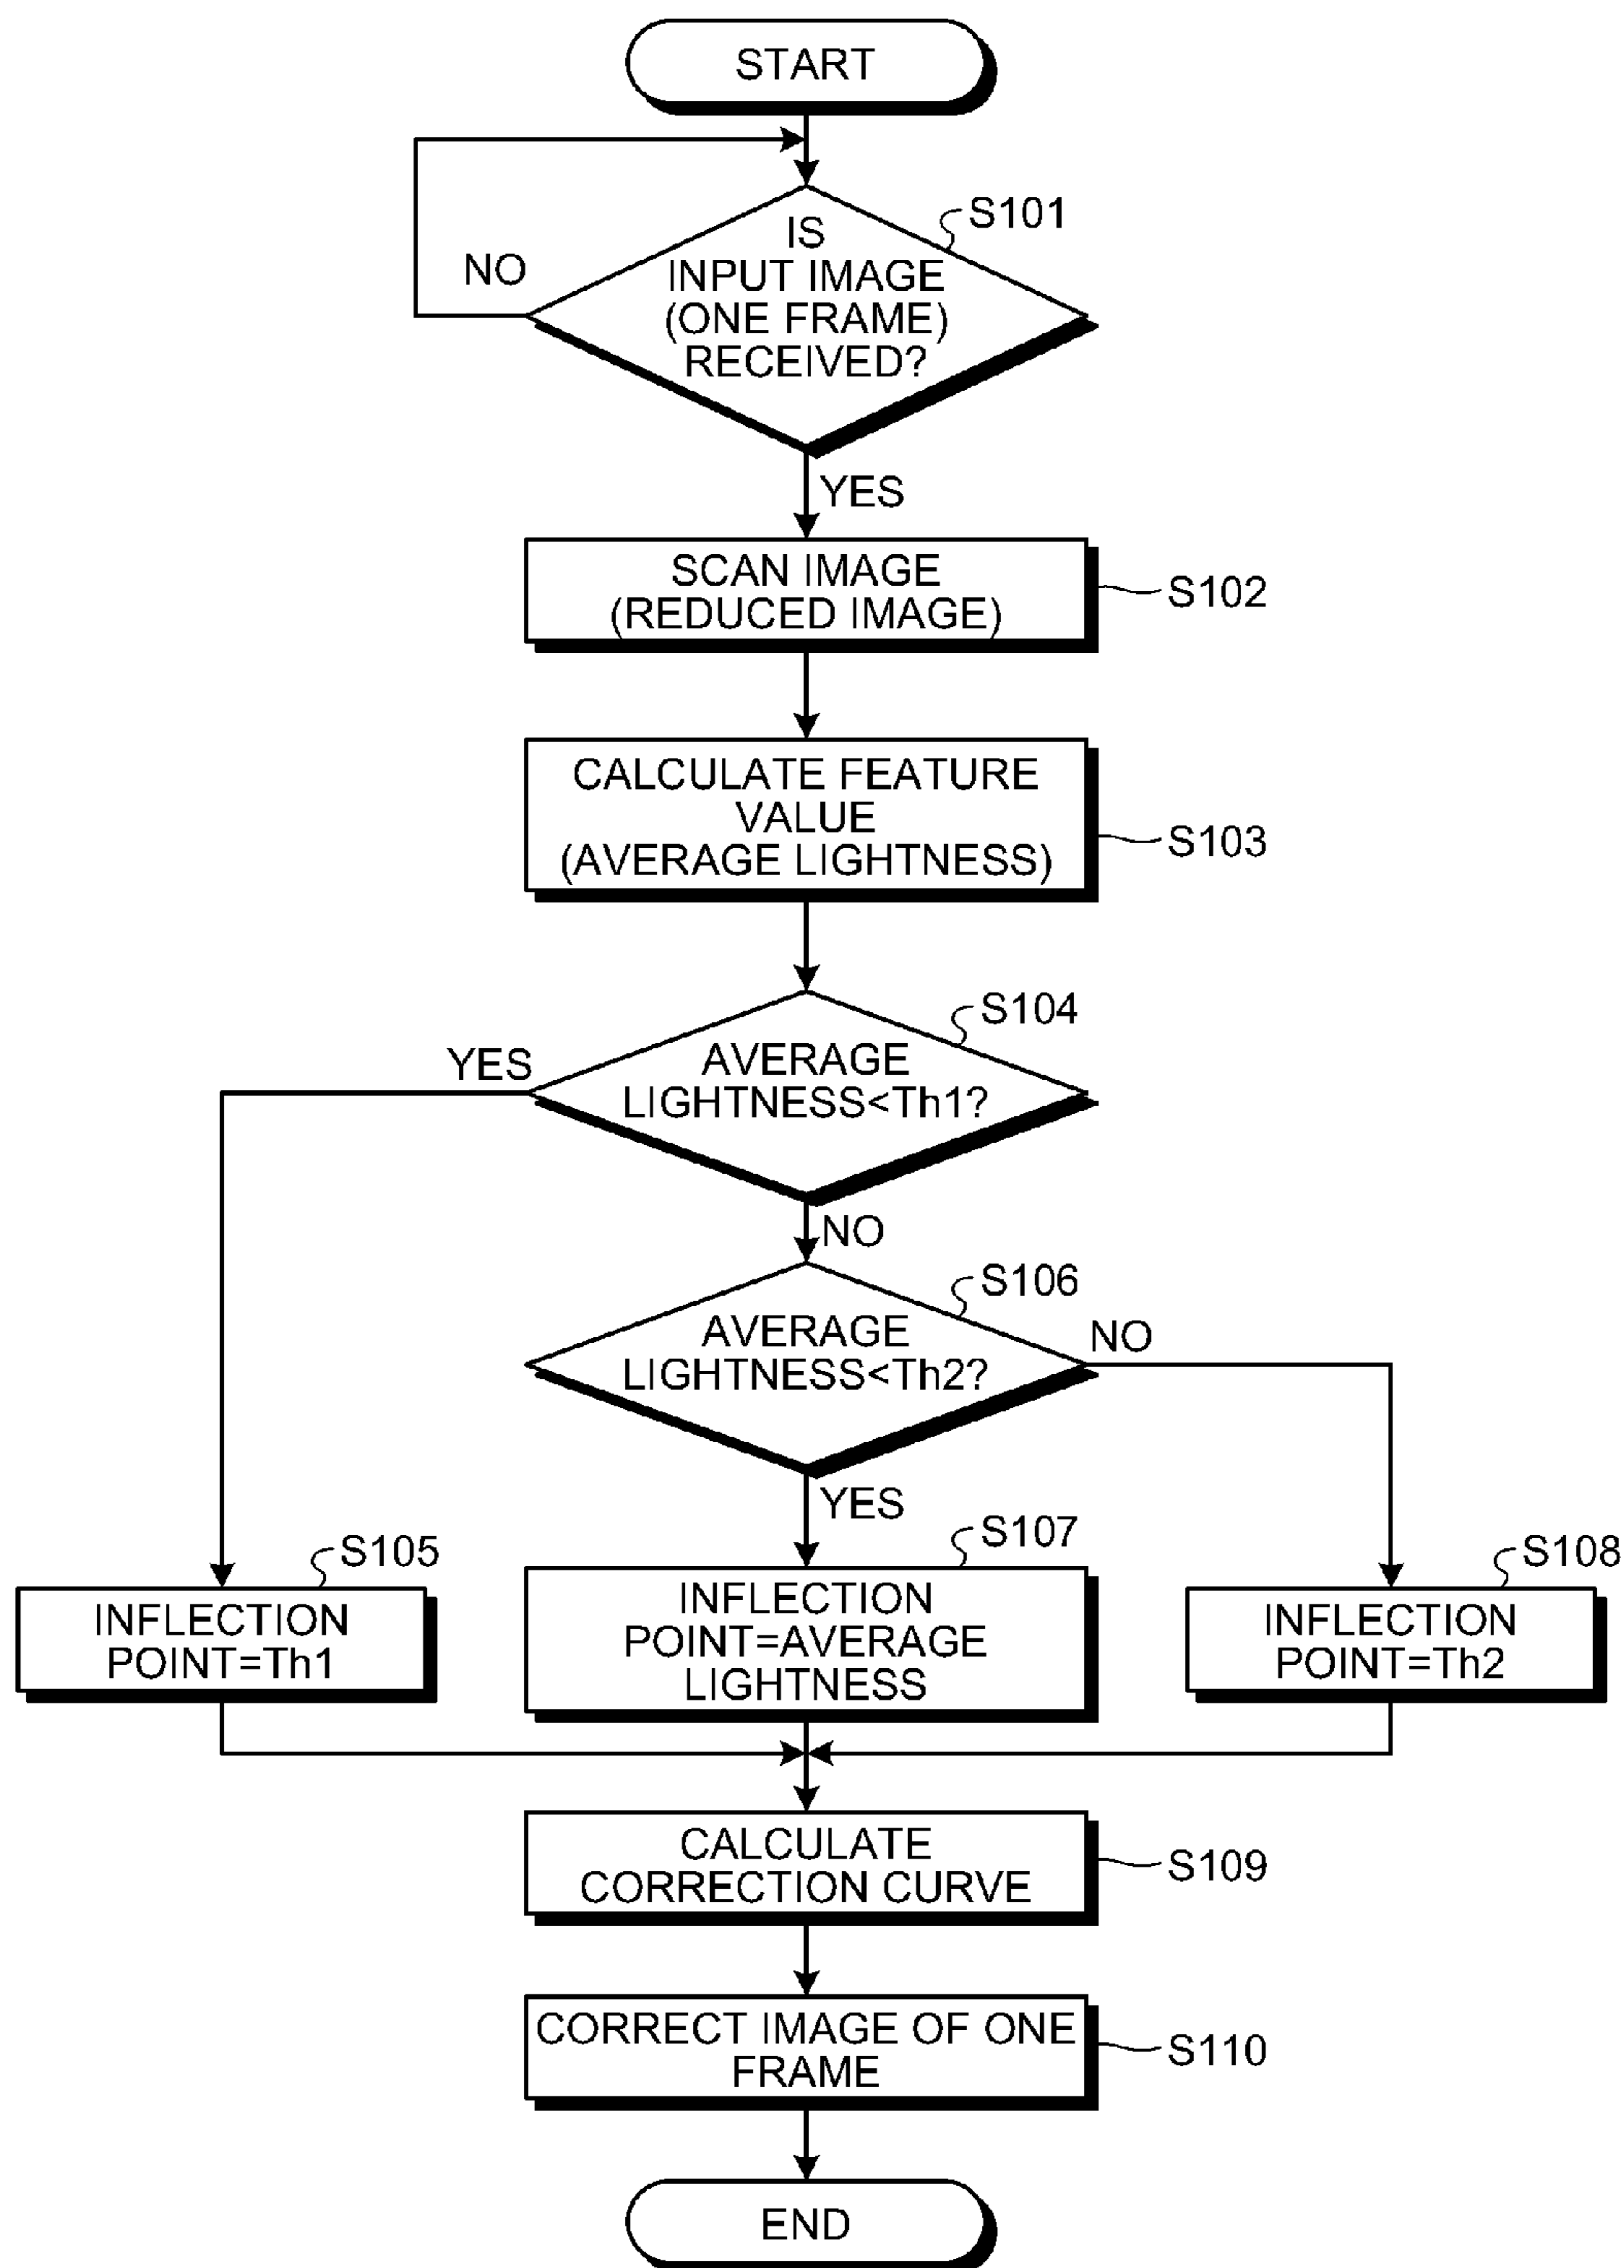 START
S101
IS
INPUT IMAGE
(ONE FRAME)
RECEIVED?
NO
YES
SCAN IMAGE
(REDUCED IMAGE)
S102
CALCULATE FEATURE
VALUE
(AVERAGE LIGHTNESS)
S103
S104
AVERAGE
LIGHTNESS<Th1?
YES
NO
S106
AVERAGE
LIGHTNESS<Th2?
NO
YES
S105
INFLECTION
POINT=Th1
S107
INFLECTION
POINT=AVERAGE
LIGHTNESS
S108
INFLECTION
POINT=Th2
CALCULATE
CORRECTION CURVE
S109
CORRECT IMAGE OF ONE
FRAME
S110
END